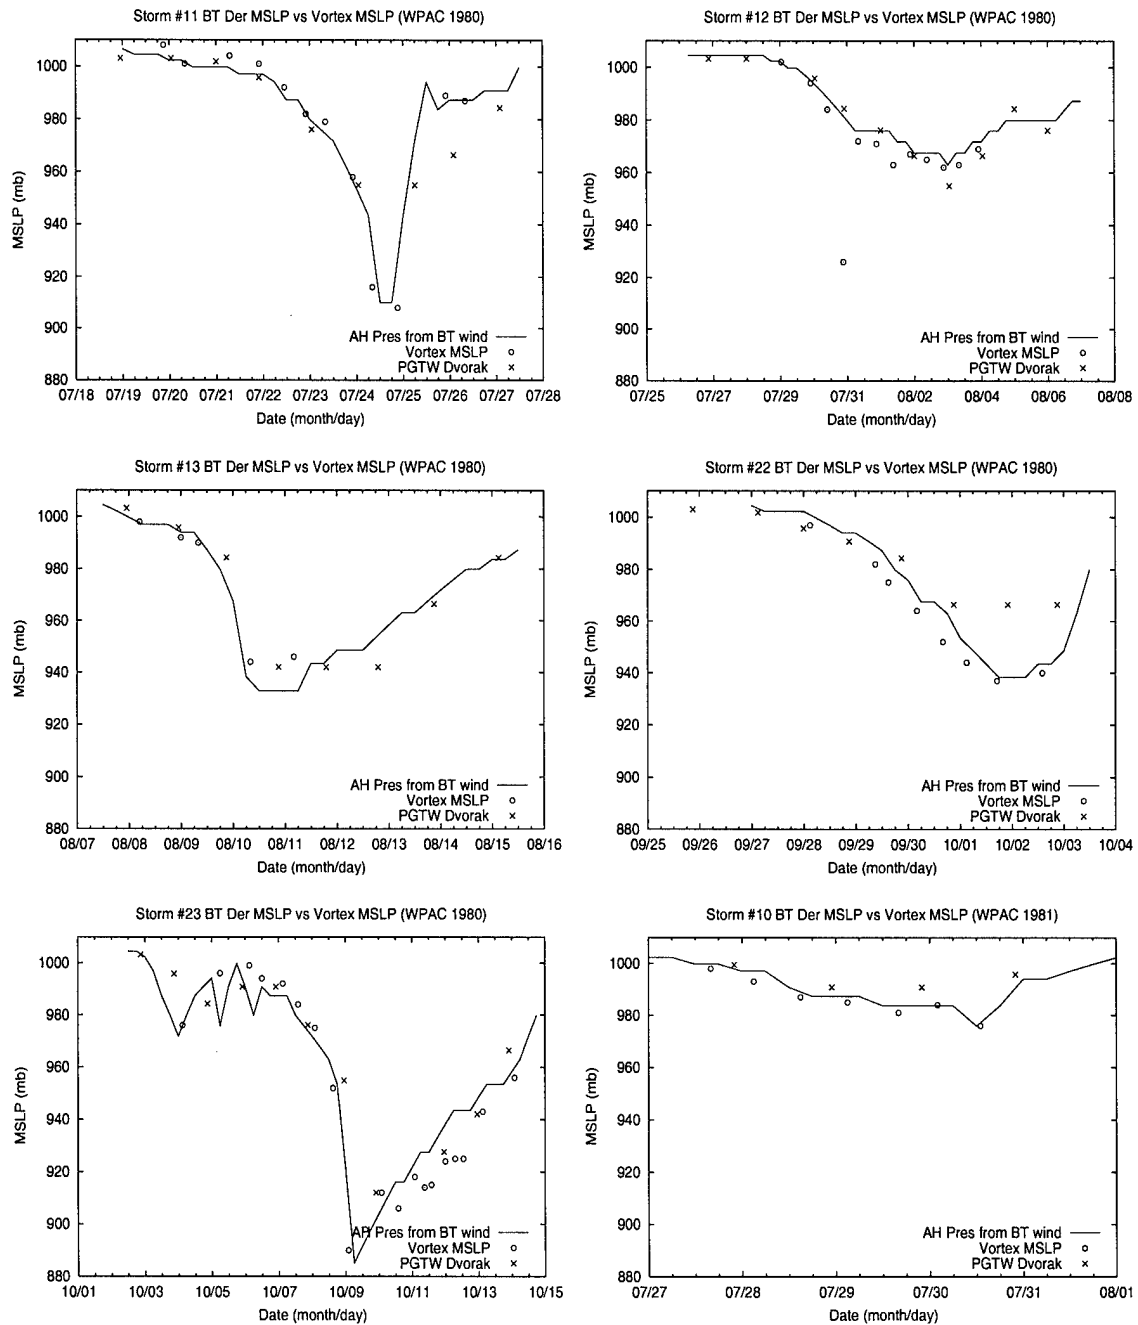 Storm #11 BT Der MSLP vs Vortex MSLP (WPAC 1980)
MSLP (mb)
1000
980
960
940
920
900
880
AH Pres from BT wind
Vortex MSLP
PGTW Dvorak
07/18 07/19 07/20 07/21 07/22 07/23 07/24 07/25 07/26 07/27 07/28
Date (month/day)
Storm #12 BT Der MSLP vs Vortex MSLP (WPAC 1980)
MSLP (mb)
1000
980
960
940
920
900
880
AH Pres from BT wind
Vortex MSLP
PGTW Dvorak
07/25 07/27 07/29 07/31 08/02 08/04 08/06 08/08
Date (month/day)
Storm #13 BT Der MSLP vs Vortex MSLP (WPAC 1980)
MSLP (mb)
1000
980
960
940
920
900
880
AH Pres from BT wind
Vortex MSLP
PGTW Dvorak
08/07 08/08 08/09 08/10 08/11 08/12 08/13 08/14 08/15 08/16
Date (month/day)
Storm #22 BT Der MSLP vs Vortex MSLP (WPAC 1980)
MSLP (mb)
1000
980
960
940
920
900
880
AH Pres from BT wind
Vortex MSLP
PGTW Dvorak
09/25 09/26 09/27 09/28 09/29 09/30 10/01 10/02 10/03 10/04
Date (month/day)
Storm #23 BT Der MSLP vs Vortex MSLP (WPAC 1980)
MSLP (mb)
1000
980
960
940
920
900
880
AH Pres from BT wind
Vortex MSLP
PGTW Dvorak
10/01 10/03 10/05 10/07 10/09 10/11 10/13 10/15
Date (month/day)
Storm #10 BT Der MSLP vs Vortex MSLP (WPAC 1981)
MSLP (mb)
1000
980
960
940
920
900
880
AH Pres from BT wind
Vortex MSLP
PGTW Dvorak
07/27 07/28 07/29 07/30 07/31 08/01
Date (month/day)